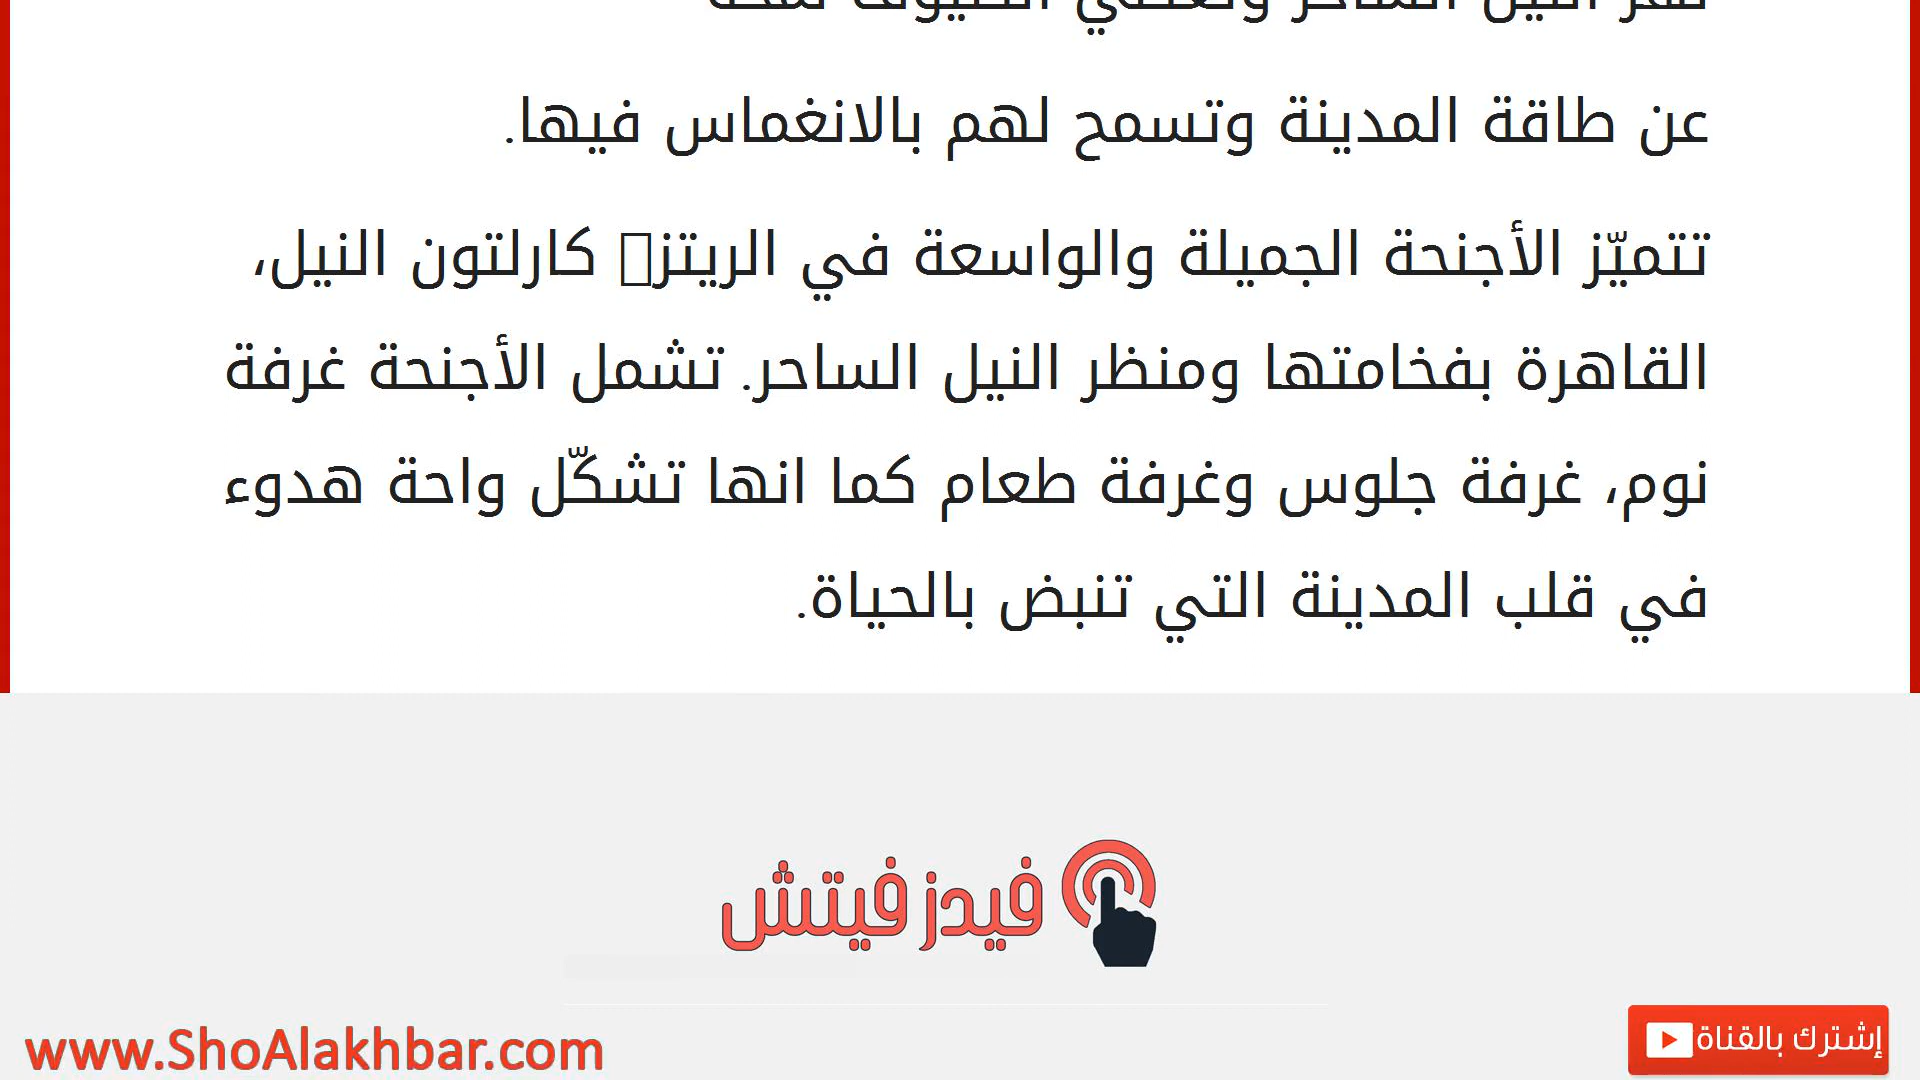 عن طاقة المدينة وتسمح لهم بالانغماس فيها.
تتميّز الأجنحة الجميلة والواسعة في الريتز كارلتون النيل،
القاهرة بفخامتها ومنظر النيل الساحر. تشمل الأجنحة غرفة
نوم، غرفة جلوس وغرفة طعام كما انها تشكّل واحة هدوء
في قلب المدينة التي تنبض بالحياة.
فيدز فيتش
www.ShoAlakhbar.com
إشترك بالقناة